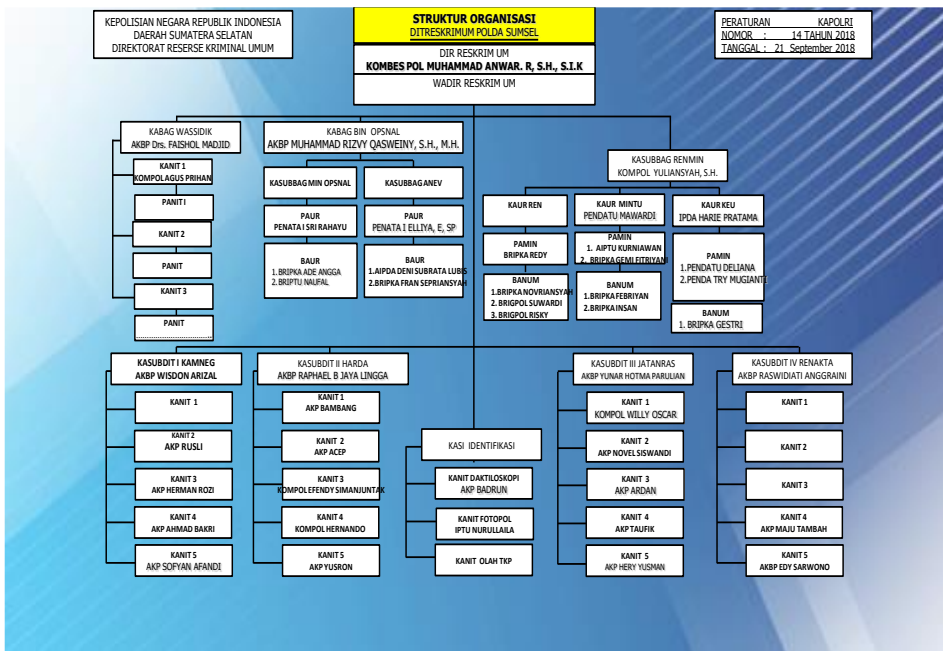 KEPOLISIAN NEGARA REPUBLIK INDONESIA
DAERAH SUMATERA SELATAN
DIREKTORAT RESERSE KRIMINAL UMUM
STRUKTUR ORGANISASI
DITRESKRIMUM POLDA SUMSEL
PERATURAN KAPOLRI
NOMOR : 14 TAHUN 2018
TANGGAL : 21 September 2018
DIR RESKRIM UM
KOMBES POL MUHAMMAD ANWAR. R, S.H., S.I.K
WADIR RESKRIM UM
KABAG WASSIDIK
AKBP Drs. FAISHOL MADJID
KANIT 1
KOMPOL AGUS PRIHAN
PANIT I
KANIT 2
PANIT
KANIT 3
PANIT
KABAG BIN OPSNAL
AKBP MUHAMMAD RIZVY QASWEINY, S.H., M.H.
KASUBBAG MIN OPSNAL
PAUR
PENATA I SRI RAHAYU
BAUR
1. BRIPKA ADE ANGGA
2. BRIPTU NAUFAL
KASUBBAG ANEV
PAUR
PENATA I ELLIYA, E, SP
BAUR
1. AIPDA DENI SUBRATA LUBIS
2. BRIPKA FRAN SEPRIANSYAH
KASUBBAG RENMIN
KOMPOL YULIANSYAH, S.H.
KAUR REN
PAMIN
BRIPKA REDY
BANUM
1. BRIPKA NOVRIANSYAH
2. BRIGPOL SUWARDI
3. BRIGPOL RISKY
KAUR MINTU
PENDATU MAWARDI
PAMIN
1. AIPTU KURNIAWAN
2. BRIPKA GEMI FITRIYANI
BANUM
1. BRIPKA FEBRIYAN
2. BRIPKA INSAN
KAUR KEU
IPDA HARIE PRATAMA
PAMIN
1. PENDATU DELIANA
2. PENDA TRY MUGIANTI
BANUM
1. BRIPKA GESTRI
KASUBDIT I KAMNEG
AKBP WISDON ARIZAL
KANIT 1
KANIT 2
AKP RUSLI
KANIT 3
AKP HERMAN ROZI
KANIT 4
AKP AHMAD BAKRI
KANIT 5
AKP SOFYAN AFANDI
KASUBDIT II HARDA
AKBP RAPHAEL B JAYA LINGGA
KANIT 1
AKP BAMBANG
KANIT 2
AKP ACEP
KANIT 3
KOMPOL EFENDY SIMANJUNTAK
KANIT 4
KOMPOL HERNANDO
KANIT 5
AKP YUSRON
KASI IDENTIFIKASI
KANIT DAKTILOSKOPI
AKP BADRUN
KANIT FOTOPOL
IPTU NURULLAILA
KANIT OLAH TKP
KASUBDIT III JATANRAS
AKBP YUNAR HOTMA PARULIAN
KANIT 1
KOMPOL WILLY OSCAR
KANIT 2
AKP NOVEL SISWANDI
KANIT 3
AKP ARDAN
KANIT 4
AKP TAUFIK
KANIT 5
AKP HERY YUSMAN
KASUBDIT IV RENAKTA
AKBP RASWIDIATI ANGGRAINI
KANIT 1
KANIT 2
KANIT 3
KANIT 4
AKP MAJU TAMBAH
KANIT 5
AKBP EDY SARWONO